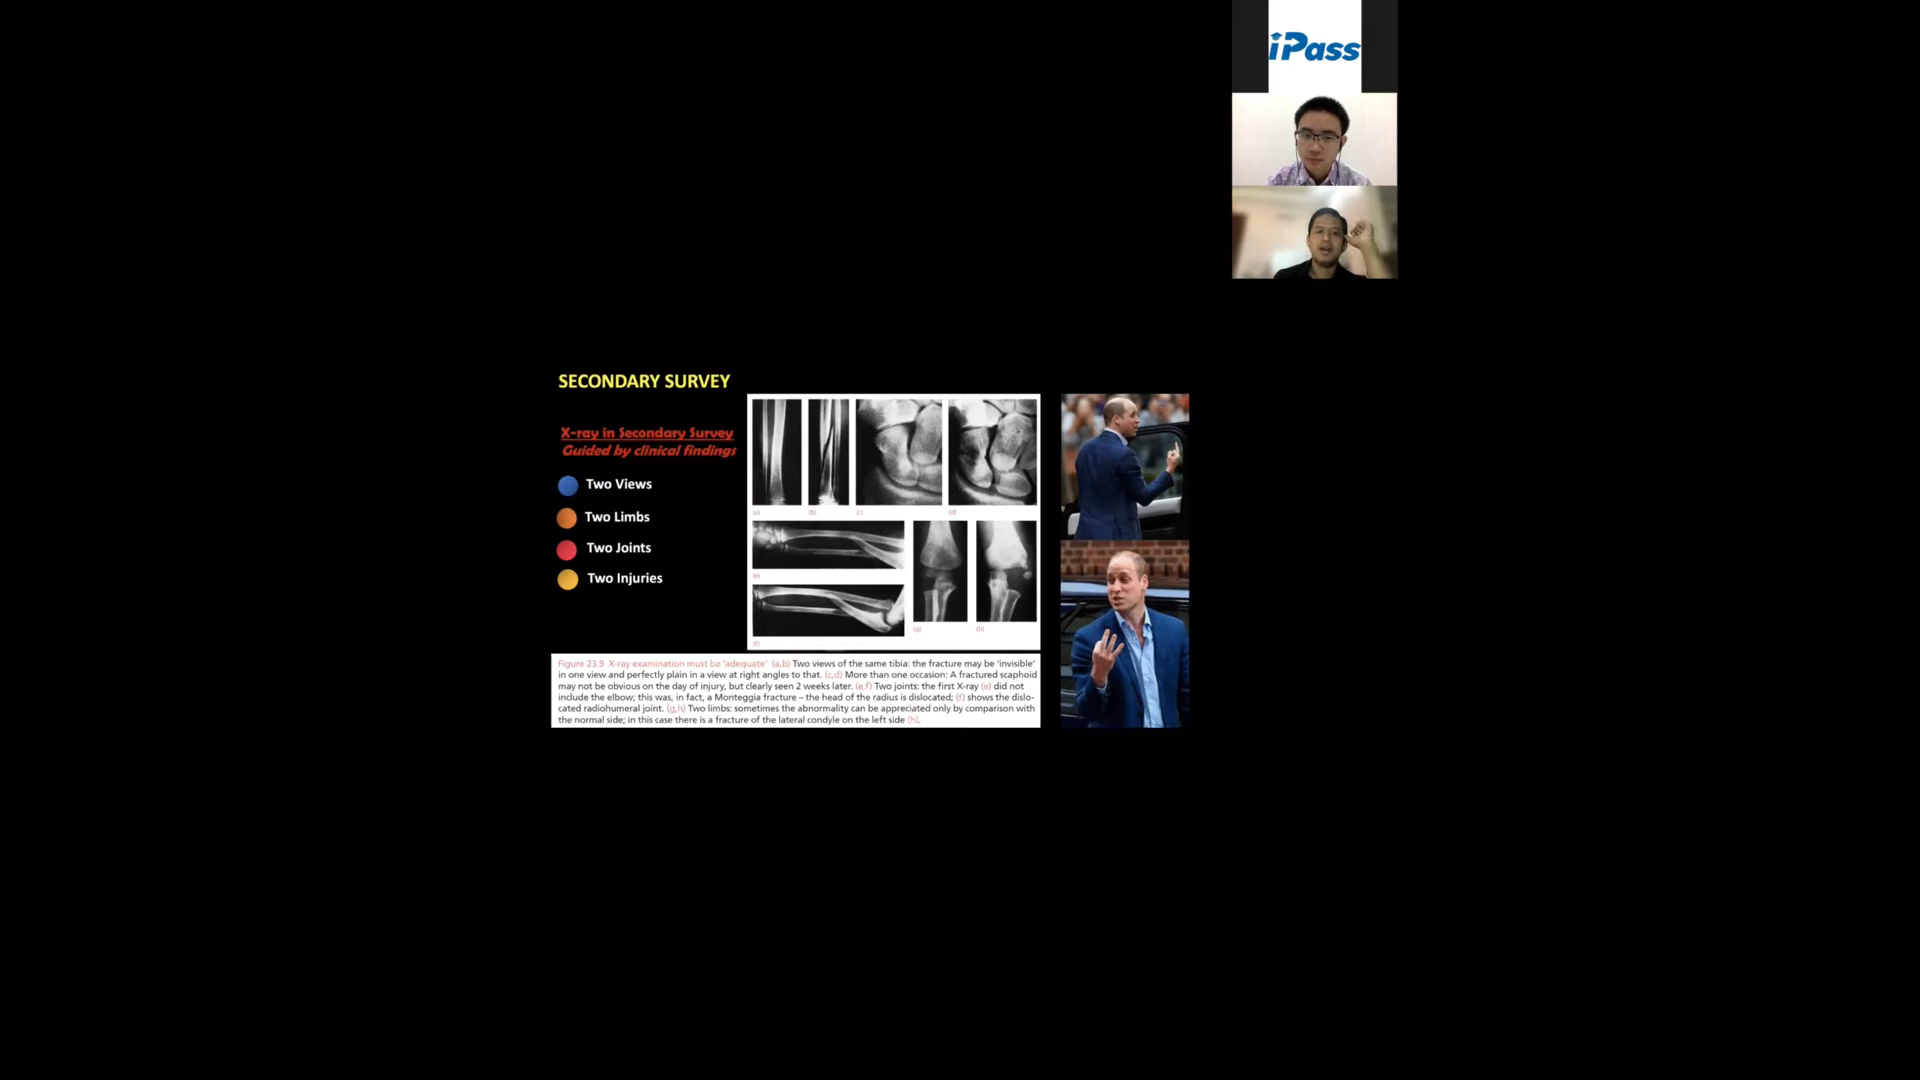 iPass
SECONDARY SURVEY
X-ray in Secondary Survey
Guided by clinical findings
Two Views
Two Limbs
Two Joints
Two Injuries
(a)
(b)
(c)
(d)
(e)
(f)
(g)
(h)
Figure 23.9 X-ray examination must be ‘adequate’ (a,b) Two views of the same tibia: the fracture may be ‘invisible’
in one view and perfectly plain in a view at right angles to that. (c,d) More than one occasion: A fractured scaphoid
may not be obvious on the day of injury, but clearly seen 2 weeks later. (e,f) Two joints: the first X-ray (e) did not
include the elbow; this was, in fact, a Monteggia fracture – the head of the radius is dislocated; (f) shows the dislo-
cated radiohumeral joint. (g,h) Two limbs: sometimes the abnormality can be appreciated only by comparison with
the normal side; in this case there is a fracture of the lateral condyle on the left side (h).